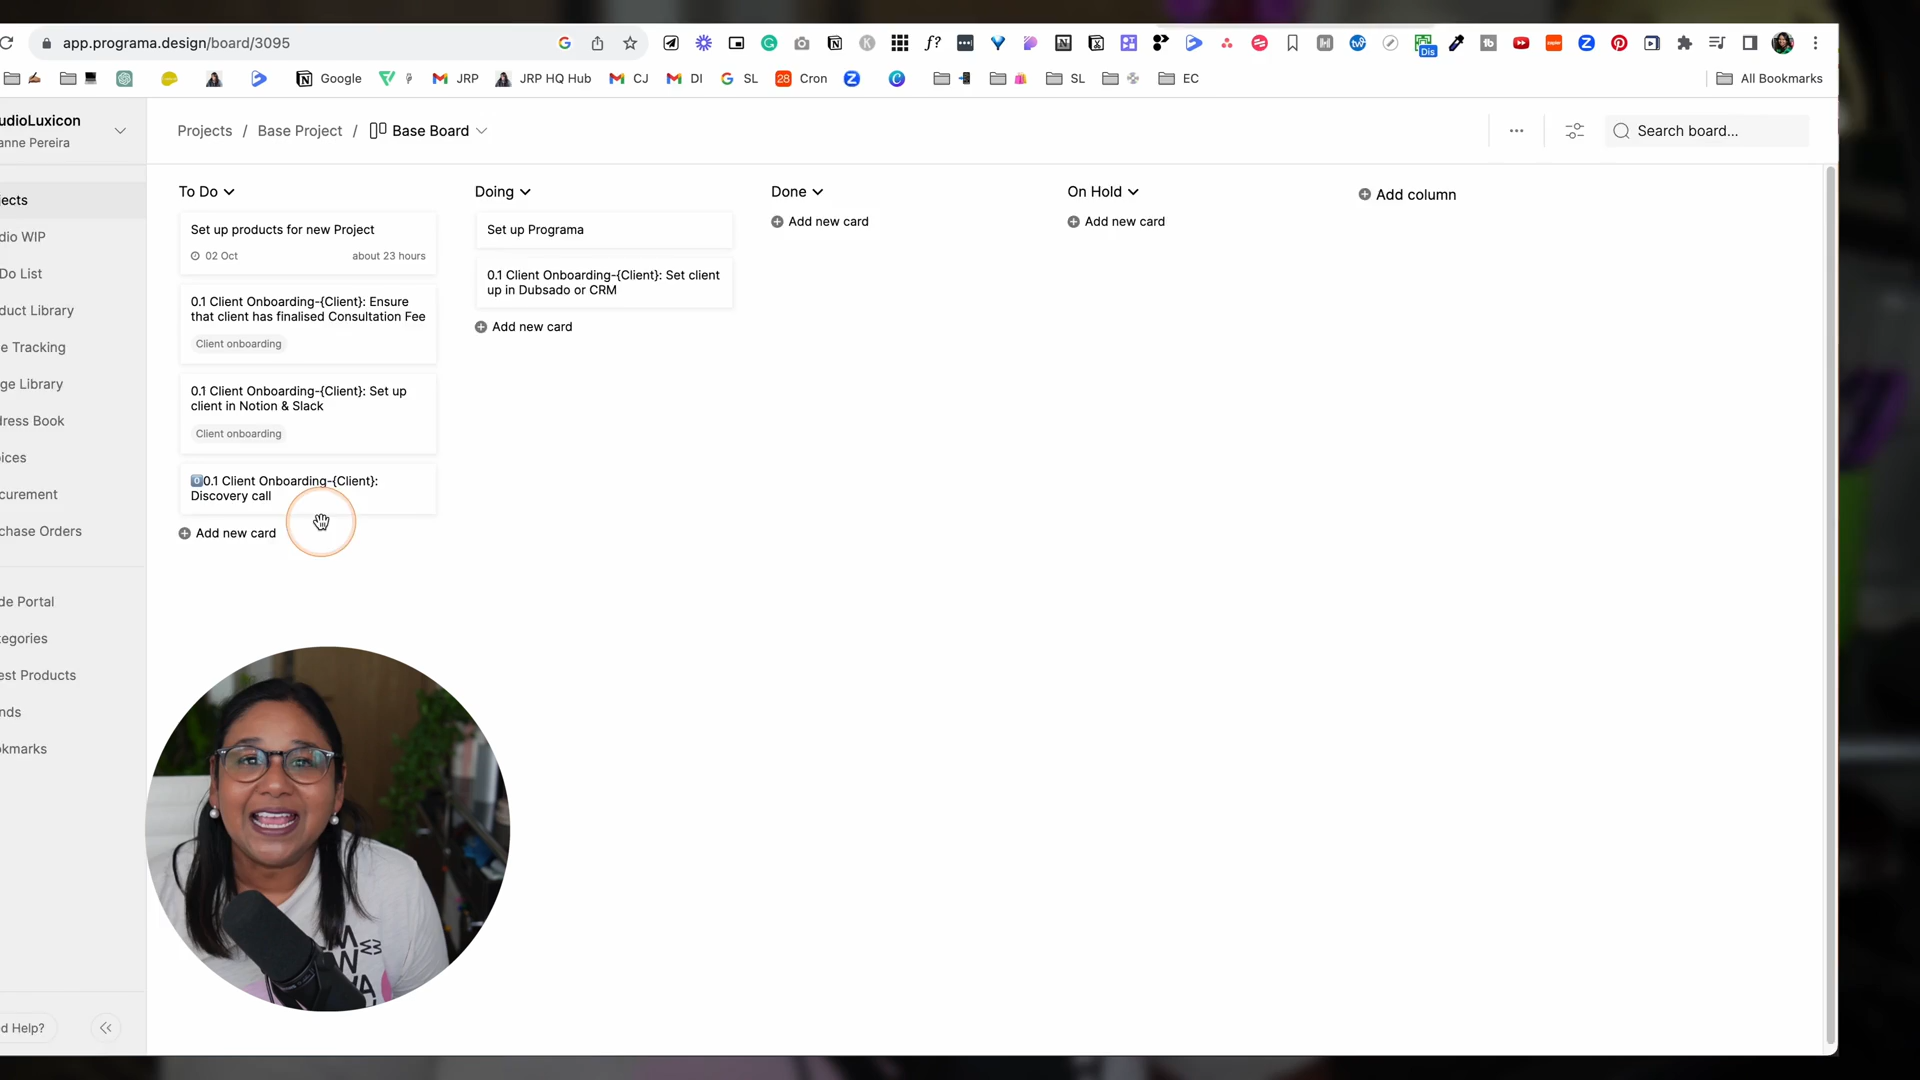 app.programa.design/board/3095
Google
JRP
JRP HQ Hub
CJ
DI
SL
Cron
SL
EC
All Bookmarks
udioLuxicon
anne Pereira
Projects / Base Project / Base Board
Search board...
jects
dio WIP
Do List
duct Library
e Tracking
ge Library
dress Book
ices
curement
chase Orders
de Portal
tegories
est Products
nds
kmarks
d Help?
To Do
Set up products for new Project
02 Oct
about 23 hours
0.1 Client Onboarding-{Client}: Ensure
that client has finalised Consultation Fee
Client onboarding
0.1 Client Onboarding-{Client}: Set up
client in Notion & Slack
Client onboarding
0️⃣0.1 Client Onboarding-{Client}:
Discovery call
Add new card
Doing
Set up Programa
0.1 Client Onboarding-{Client}: Set client
up in Dubsado or CRM
Add new card
Done
Add new card
On Hold
Add new card
Add column